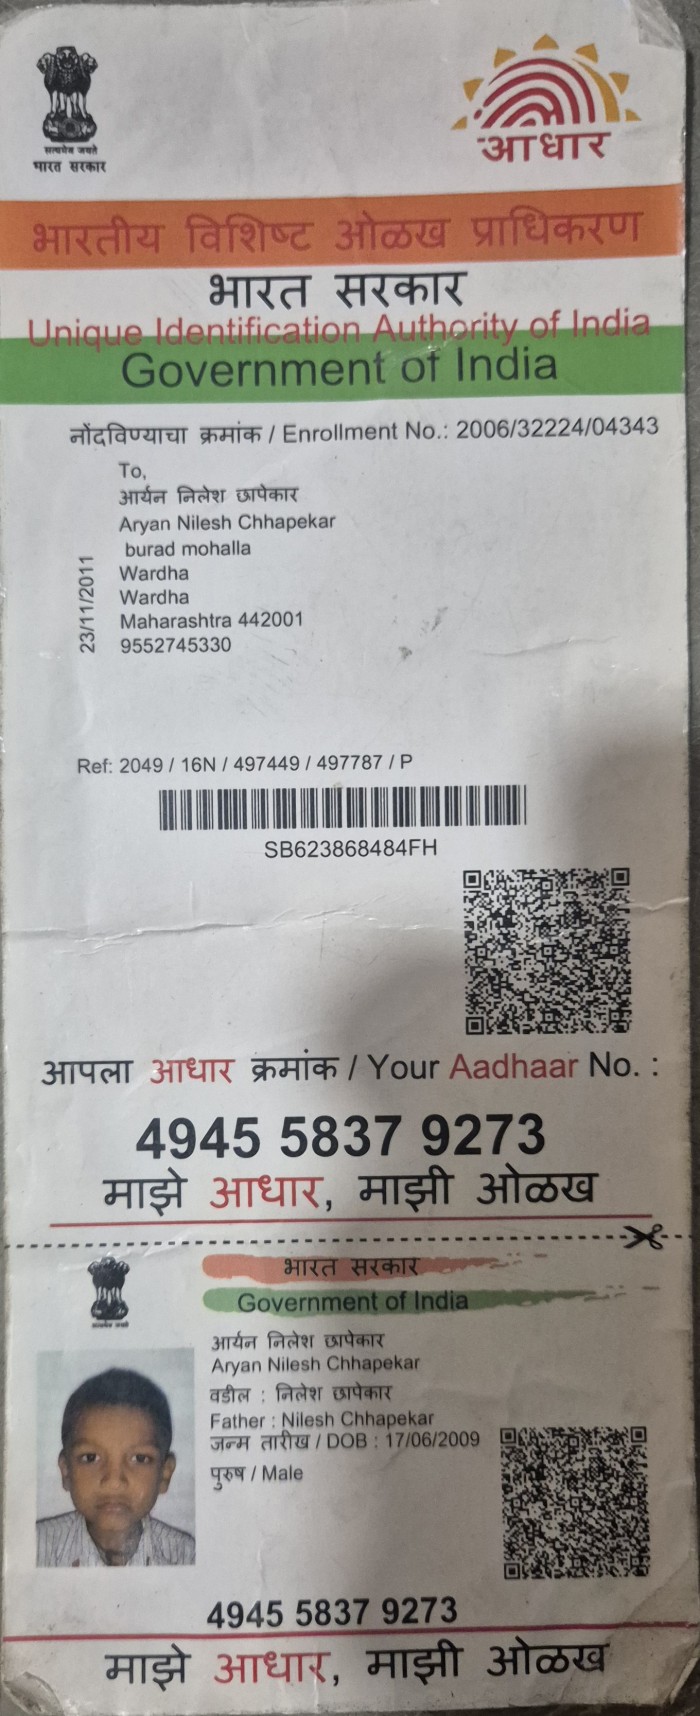 सत्यमेव जयते
भारत सरकार
आधार
भारतीय विशिष्ट ओळख प्राधिकरण
भारत सरकार
Unique Identification Authority of India
Government of India
नोंदविण्याचा क्रमांक / Enrollment No.: 2006/32224/04343
To,
आर्यन निलेश छापेकार
Aryan Nilesh Chhapekar
burad mohalla
Wardha
Wardha
Maharashtra 442001
9552745330
23/11/2011
Ref: 2049 / 16N / 497449 / 497787 / P
SB623868484FH
आपला आधार क्रमांक / Your Aadhaar No. :
4945 5837 9273
माझे आधार, माझी ओळख
भारत सरकार
Government of India
आर्यन निलेश छापेकार
Aryan Nilesh Chhapekar
वडील : निलेश छापेकार
Father : Nilesh Chhapekar
जन्म तारीख / DOB : 17/06/2009
पुरुष / Male
4945 5837 9273
माझे आधार, माझी ओळख